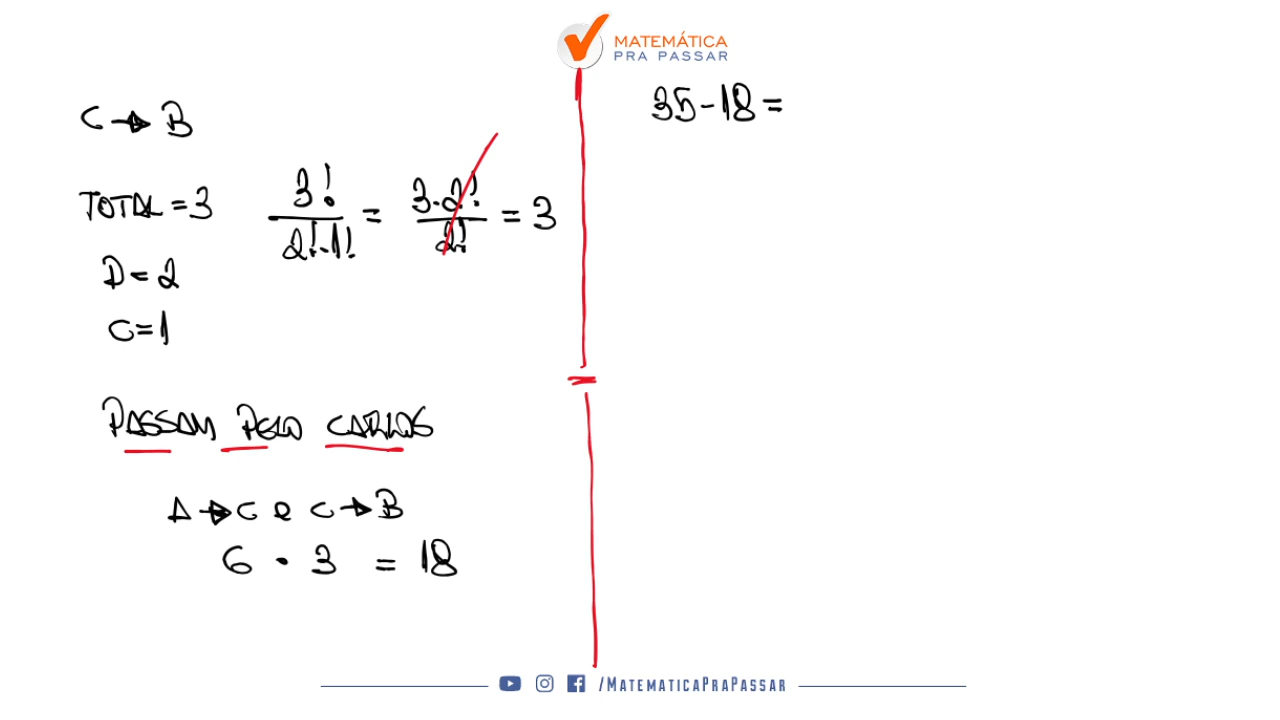 MATEMÁTICA
PRA PASSAR
C → B
TOTAL = 3
3! / 2!·1! = 3·2! / 2! = 3
D = 2
C = 1
PASSAM PELO CARLOS
A → C e C → B
6 · 3 = 18
35 - 18 =
/MATEMATICAPRAPASSAR